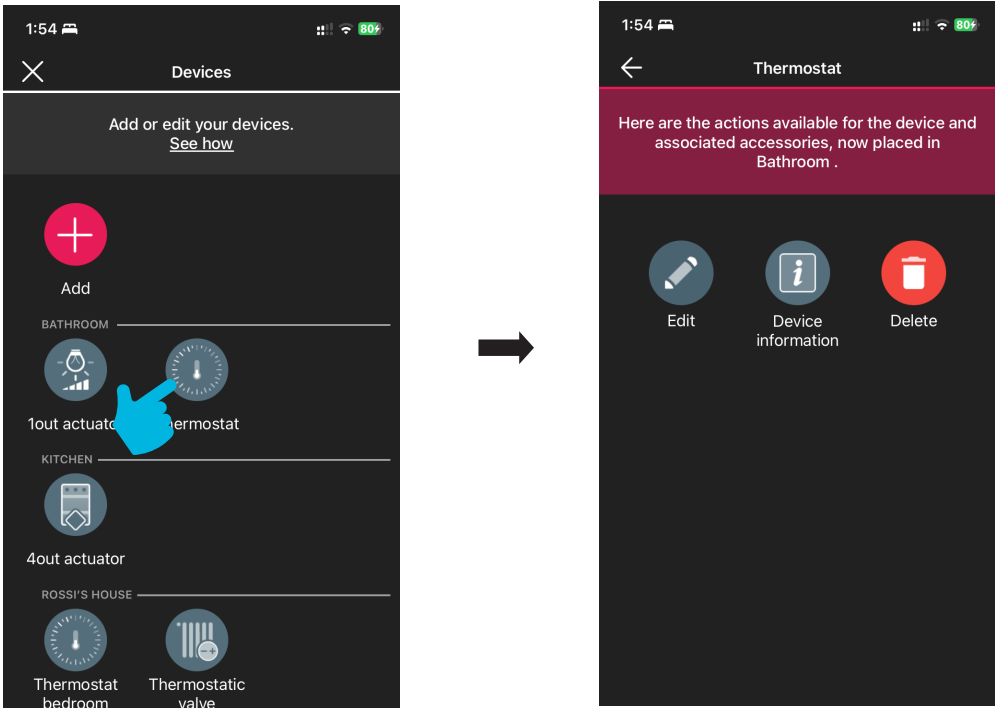 1:54
80
Devices
Add or edit your devices.
See how
Add
BATHROOM
1out actuato
ermostat
KITCHEN
4out actuator
ROSSI'S HOUSE
Thermostat
bedroom
Thermostatic
valve
1:54
80
Thermostat
Here are the actions available for the device and
associated accessories, now placed in
Bathroom .
Edit
Device
information
Delete